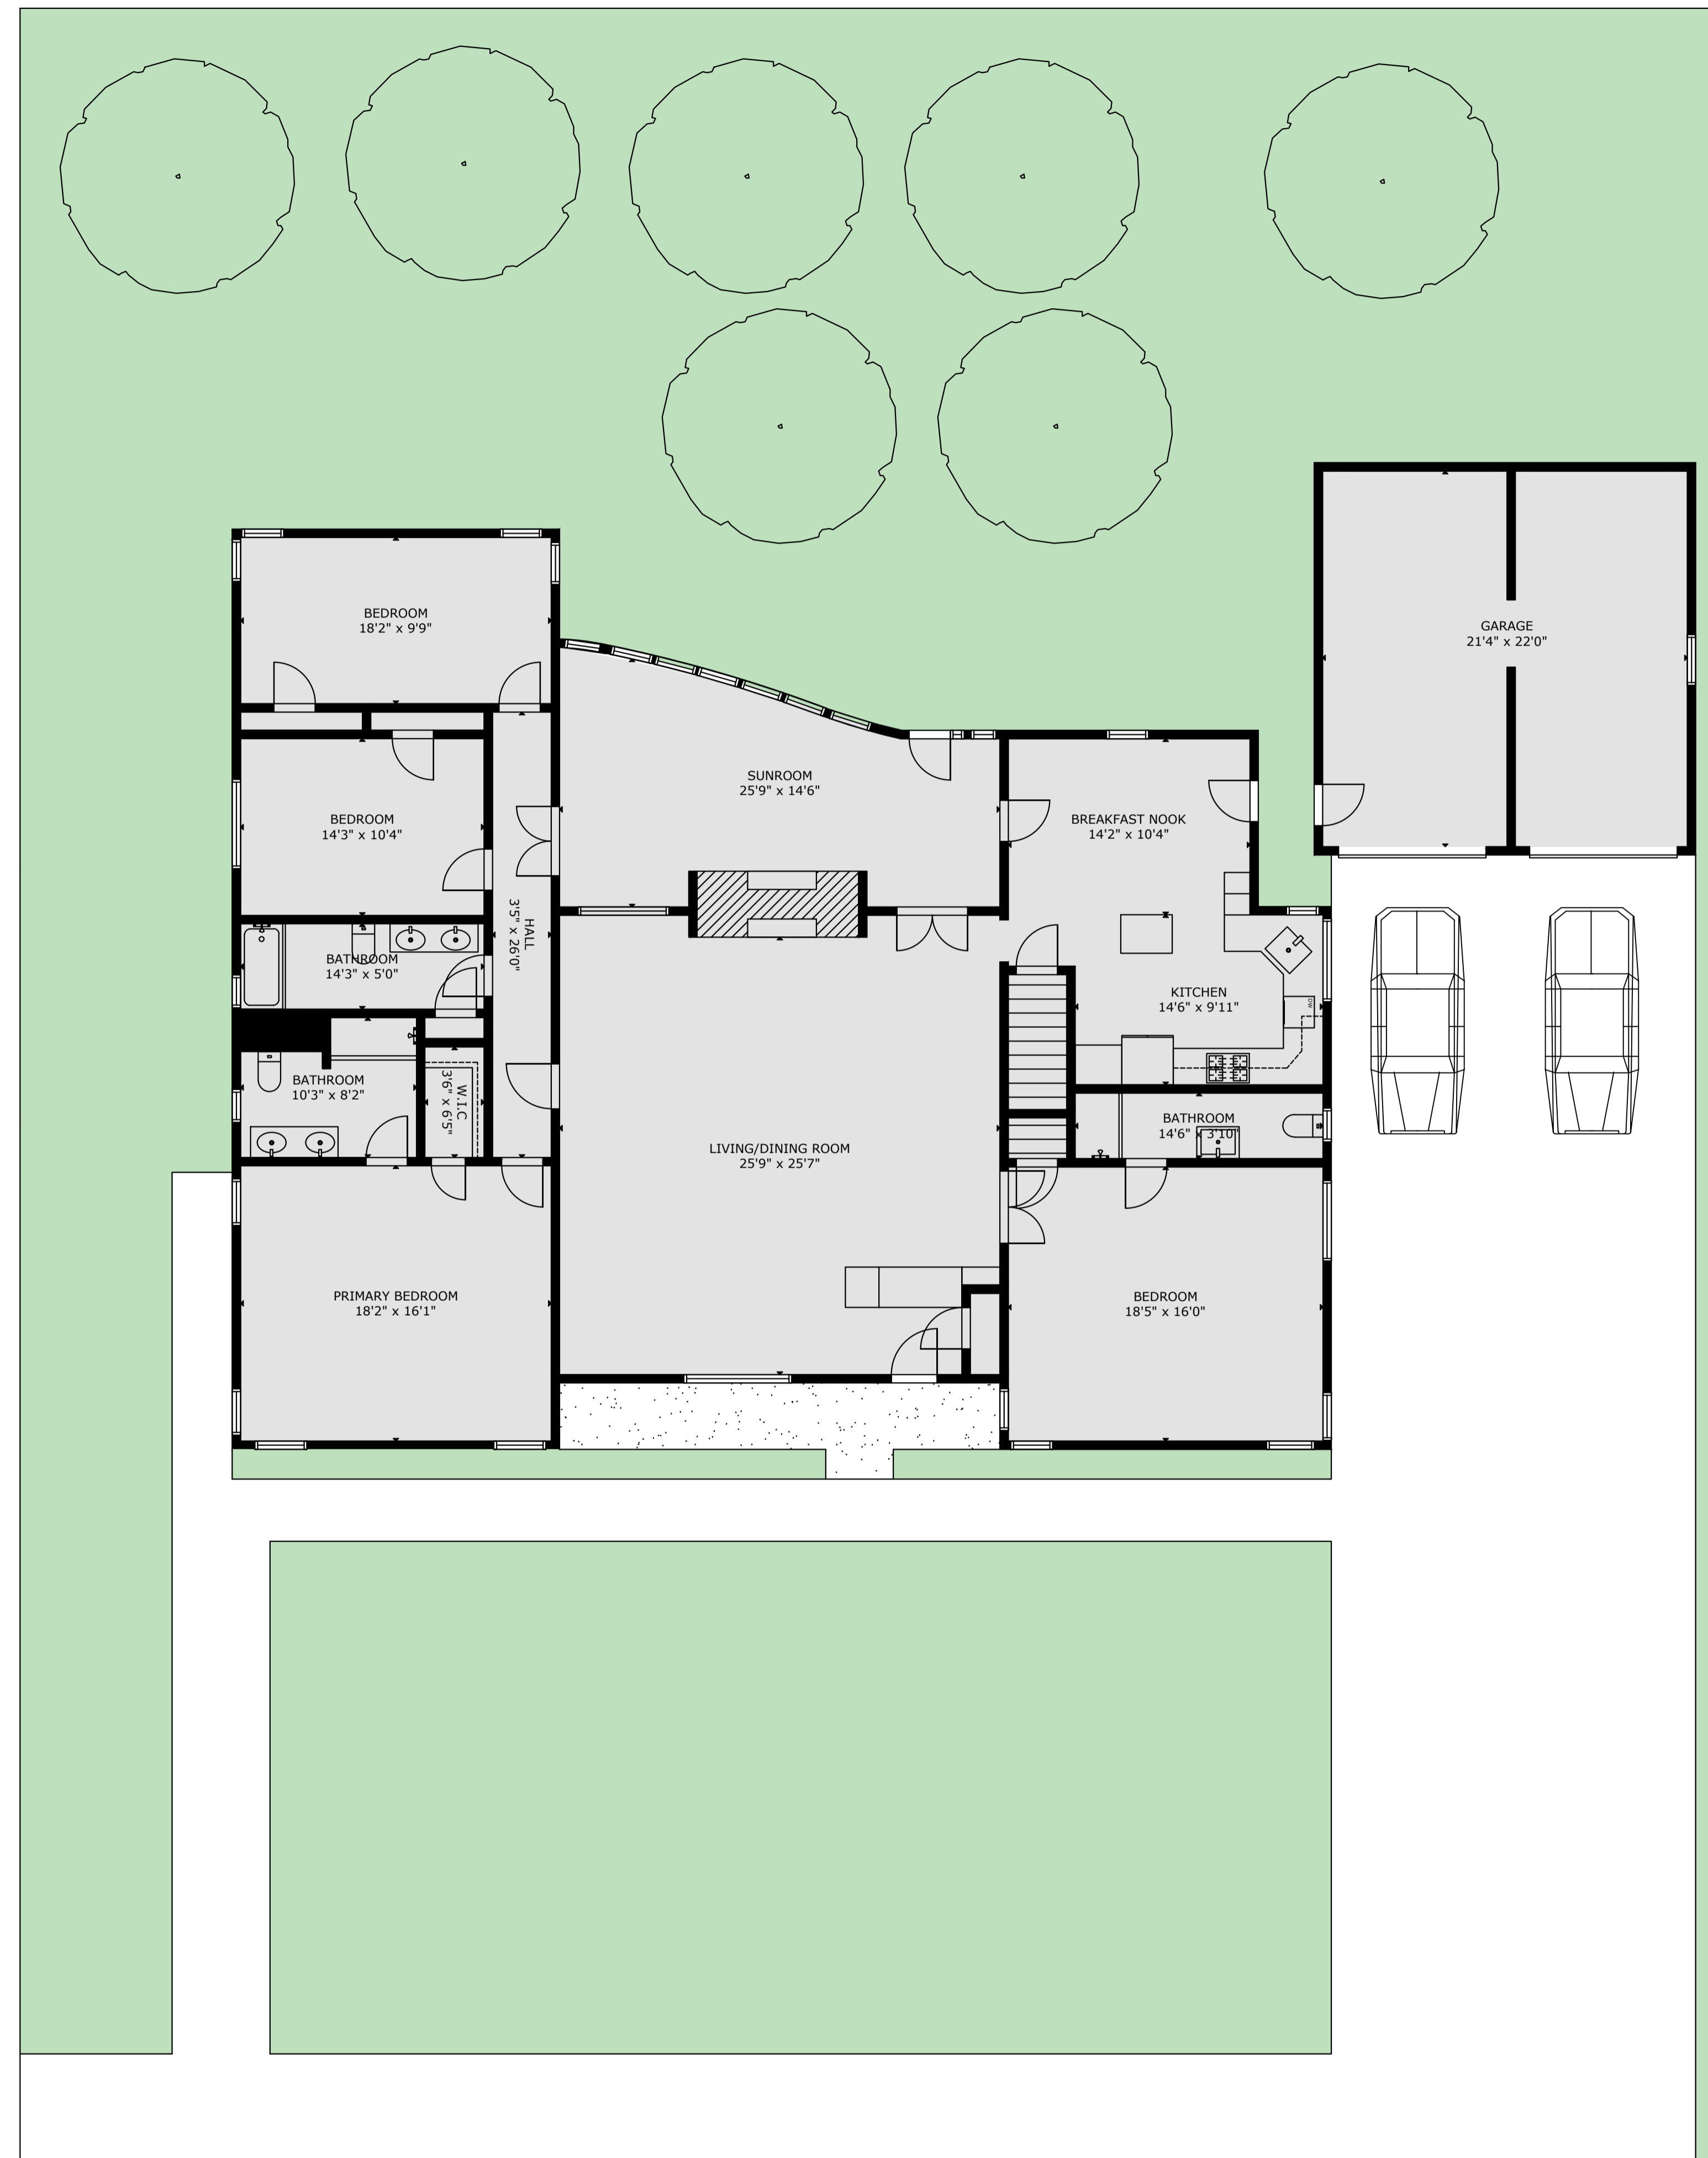 BEDROOM
18'2" x 9'9"
GARAGE
21'4" x 22'0"
SUNROOM
25'9" x 14'6"
BEDROOM
14'3" x 10'4"
BREAKFAST NOOK
14'2" x 10'4"
HALL
3'5" x 26'0"
BATHROOM
14'3" x 5'0"
KITCHEN
14'6" x 9'11"
DW
BATHROOM
10'3" x 8'2"
W.I.C
3'6" x 6'5"
BATHROOM
14'6" x 3'10"
LIVING/DINING ROOM
25'9" x 25'7"
PRIMARY BEDROOM
18'2" x 16'1"
BEDROOM
18'5" x 16'0"